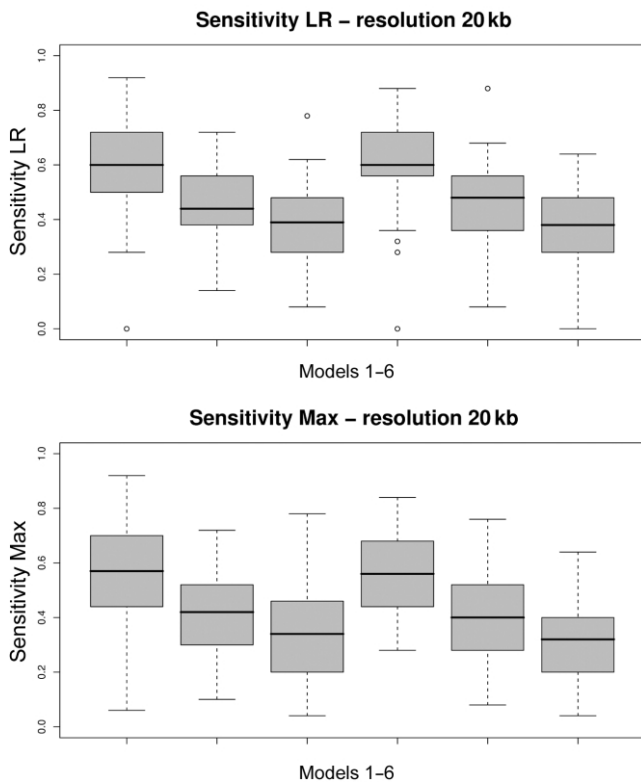 Sensitivity LR – resolution 20 kb
1.0
0.8
0.6
0.4
0.2
0.0
Sensitivity LR
Models 1–6
Sensitivity Max – resolution 20 kb
1.0
0.8
0.6
0.4
0.2
0.0
Sensitivity Max
Models 1–6